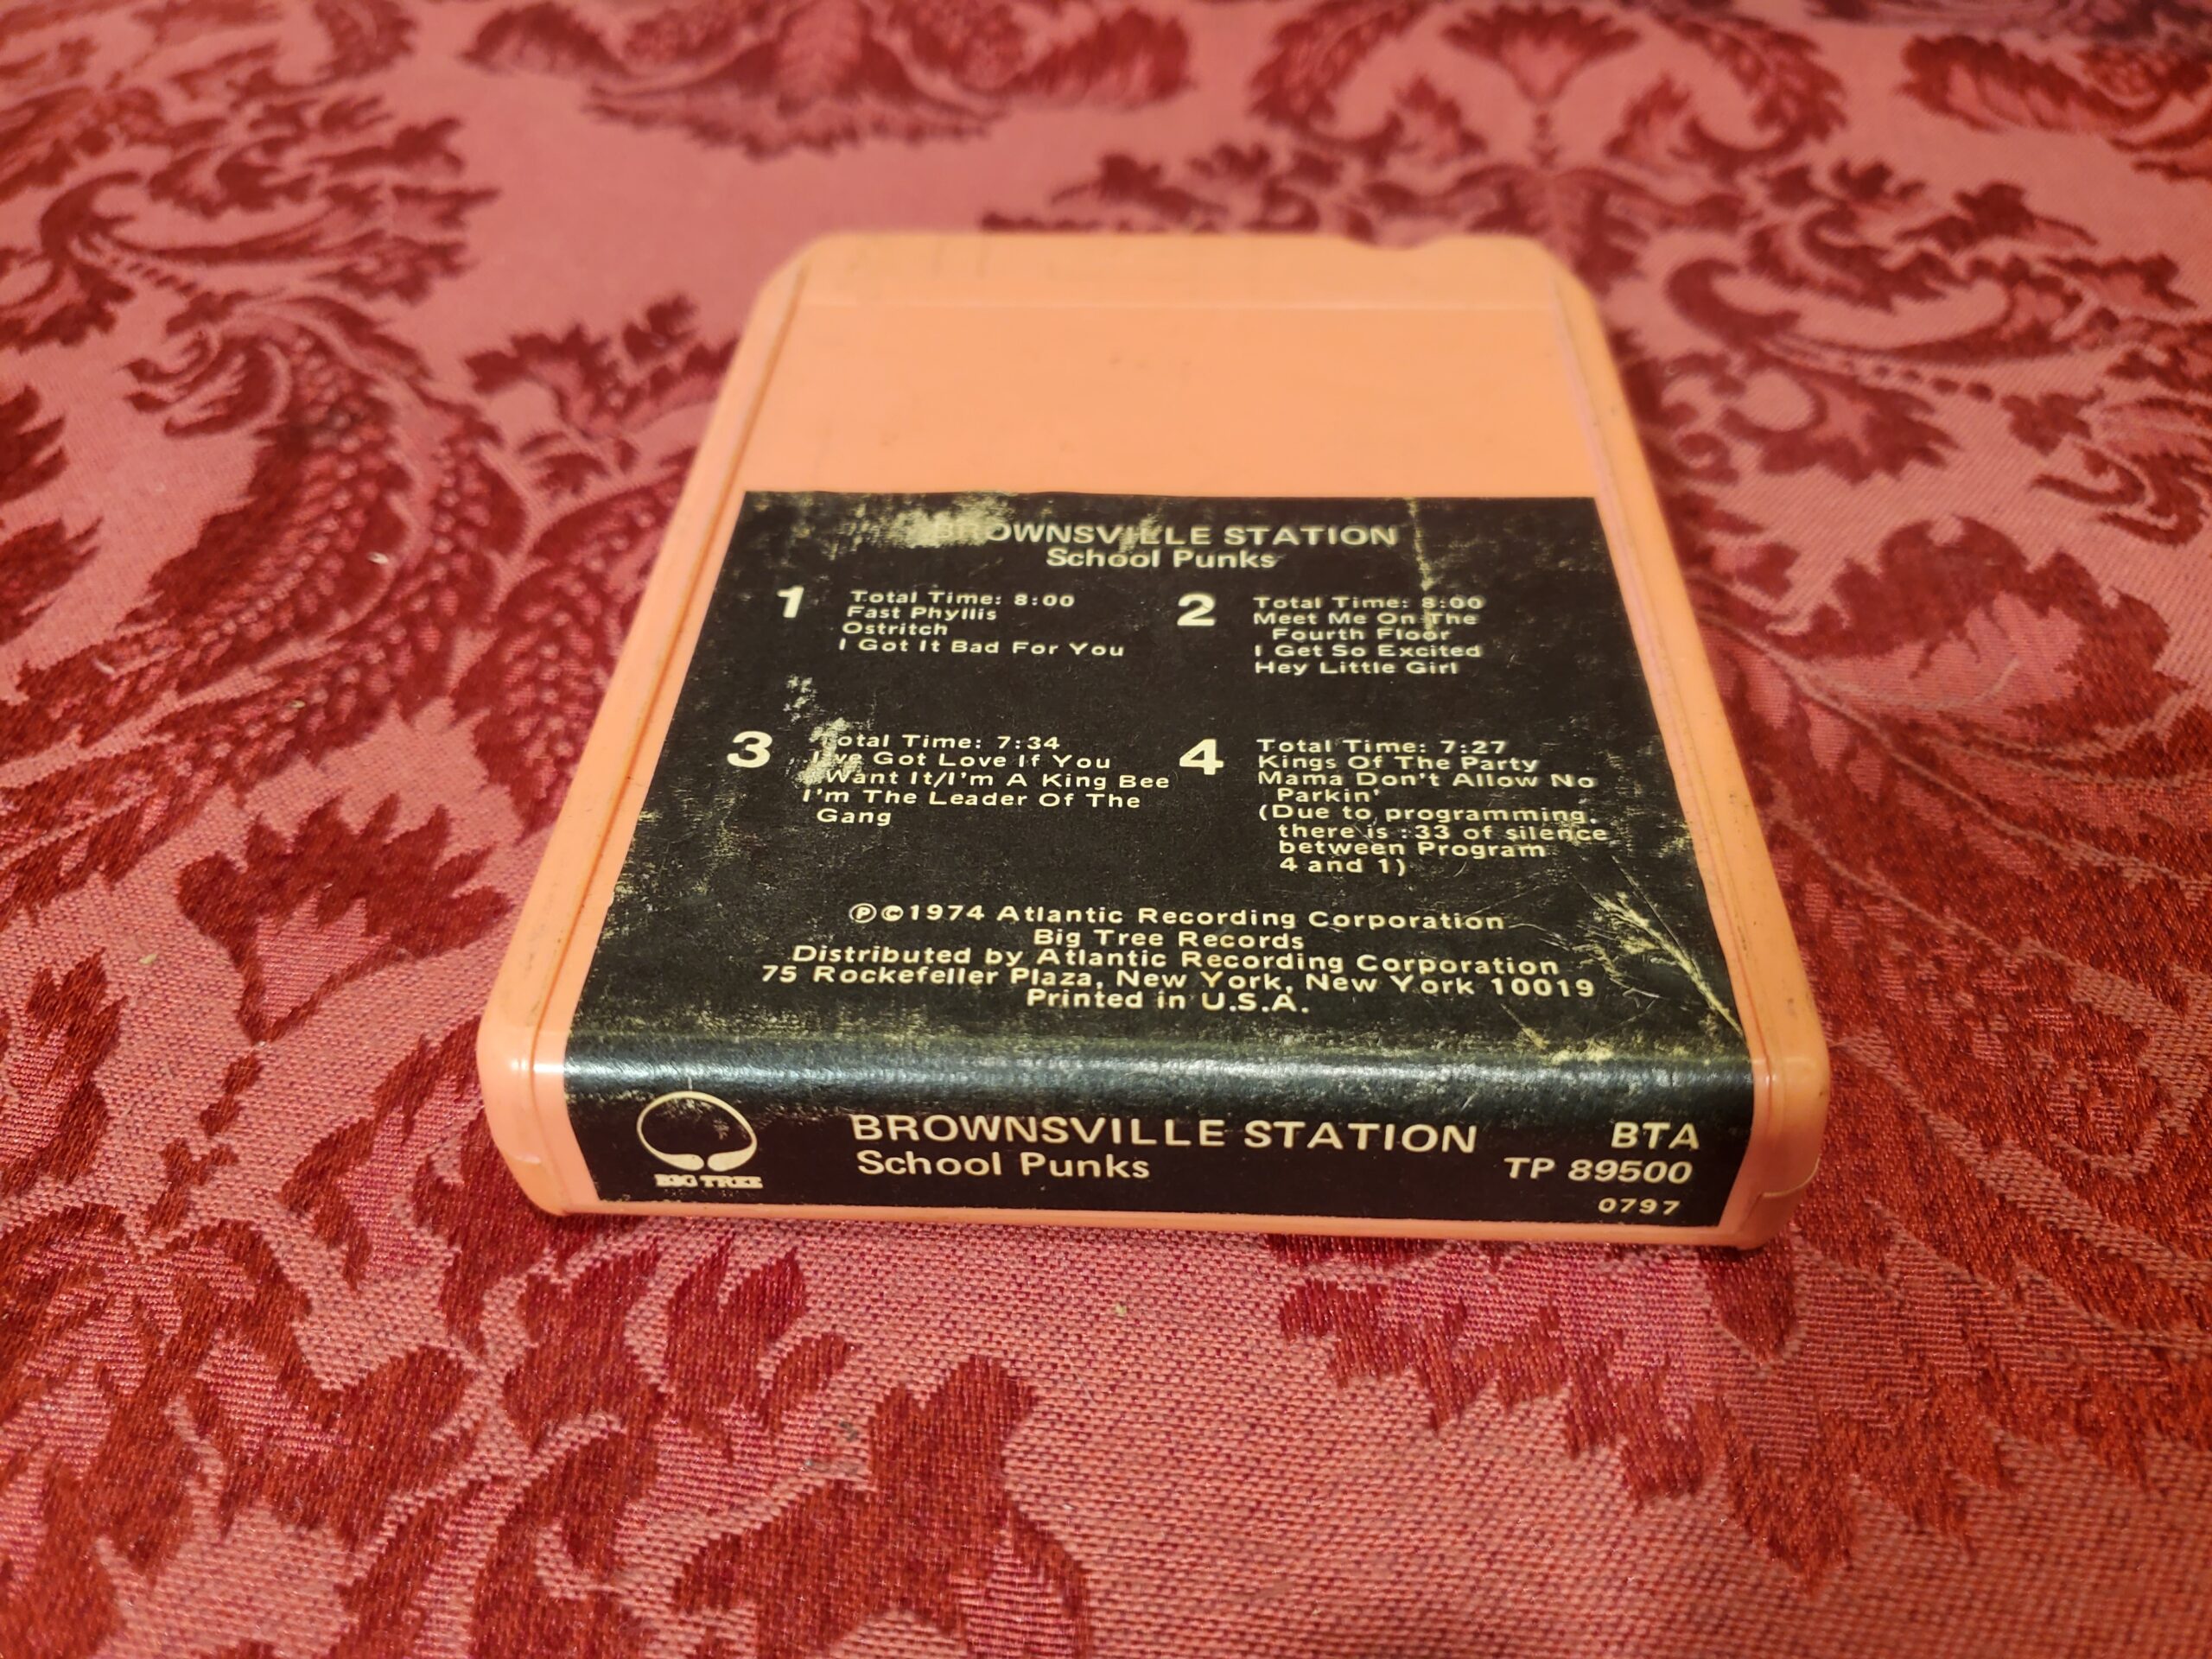 BROWNSVILLE STATION
School Punks
1
Total Time: 8:00
Fast Phyllis
Ostritch
I Got It Bad For You
2
Total Time: 8:00
Meet Me On The
Fourth Floor
I Get So Excited
Hey Little Girl
3
Total Time: 7:34
I've Got Love If You
Want It/I'm A King Bee
I'm The Leader Of The
Gang
4
Total Time: 7:27
Kings Of The Party
Mama Don't Allow No
Parkin'
(Due to programming,
there is :33 of silence
between Program
4 and 1)
℗©1974 Atlantic Recording Corporation
Big Tree Records
Distributed by Atlantic Recording Corporation
75 Rockefeller Plaza, New York, New York 10019
Printed in U.S.A.
BIG TREE
BROWNSVILLE STATION
School Punks
BTA
TP 89500
0797